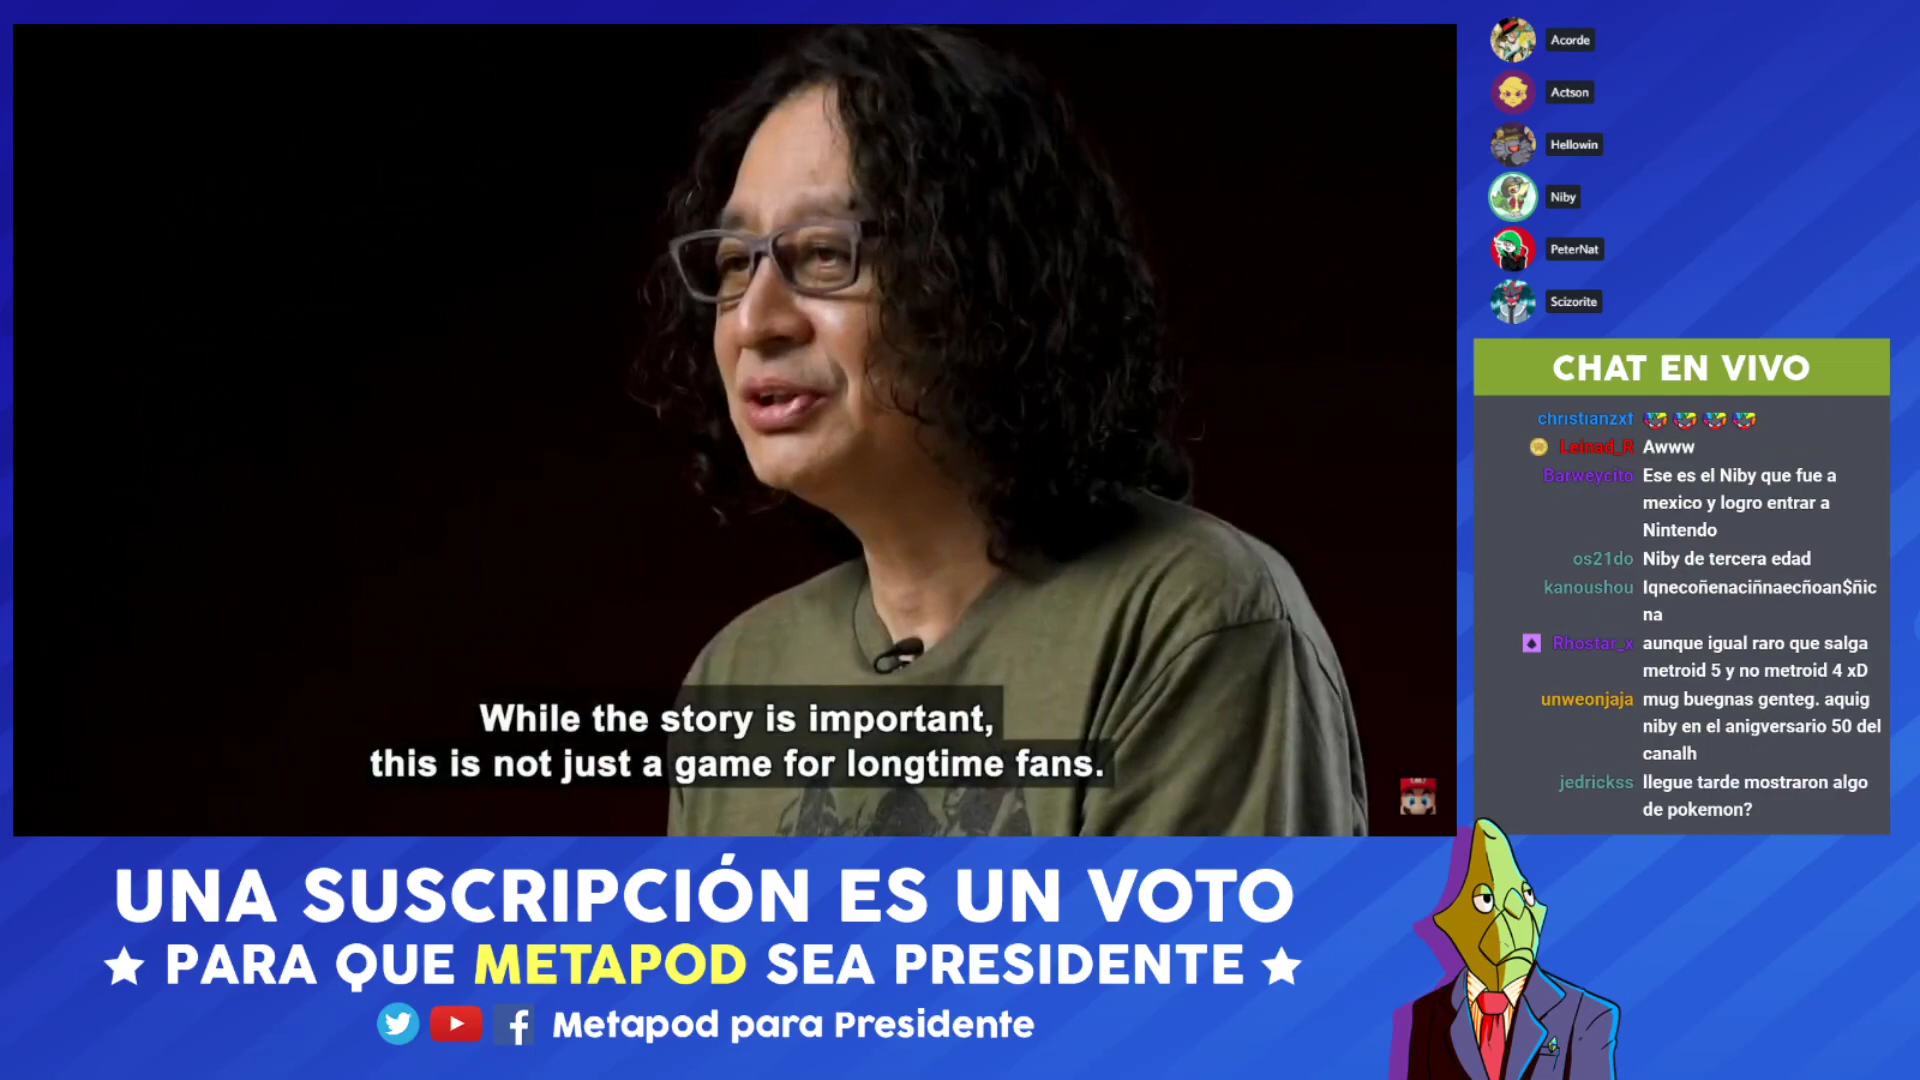 While the story is important,
this is not just a game for longtime fans.
Acorde
Actson
Hellowin
Niby
PeterNat
Scizorite
CHAT EN VIVO
christianzxf
Leinad_R Awww
Barweycito Ese es el Niby que fue a
mexico y logro entrar a
Nintendo
os21do Niby de tercera edad
kanoushou Iqnecoñenaciñnaecñoan$ñic
na
Rhostar_x aunque igual raro que salga
metroid 5 y no metroid 4 xD
unweonjaja mug buegnas genteg. aquig
niby en el anigversario 50 del
canalh
jedrickss llegue tarde mostraron algo
de pokemon?
UNA SUSCRIPCIÓN ES UN VOTO
PARA QUE METAPOD SEA PRESIDENTE
Metapod para Presidente